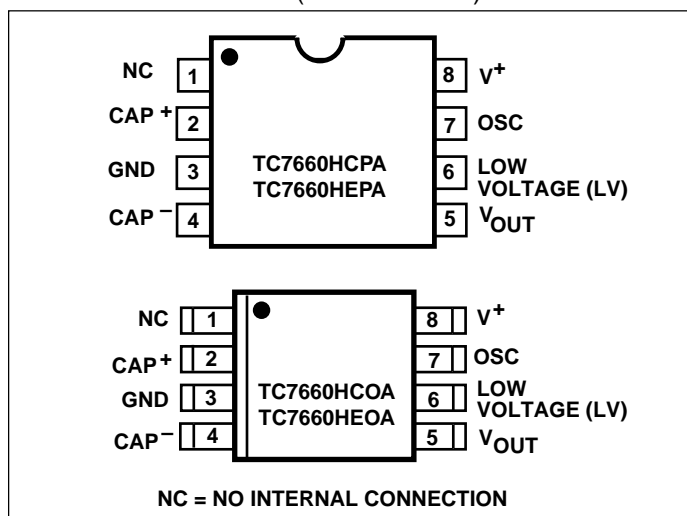 NC 1 8 V+
CAP + 2 7 OSC
GND 3 6 LOW VOLTAGE (LV)
CAP – 4 5 VOUT
TC7660HCPA
TC7660HEPA
NC 1 8 V+
CAP+ 2 7 OSC
GND 3 6 LOW VOLTAGE (LV)
CAP– 4 5 VOUT
TC7660HCOA
TC7660HEOA
NC = NO INTERNAL CONNECTION